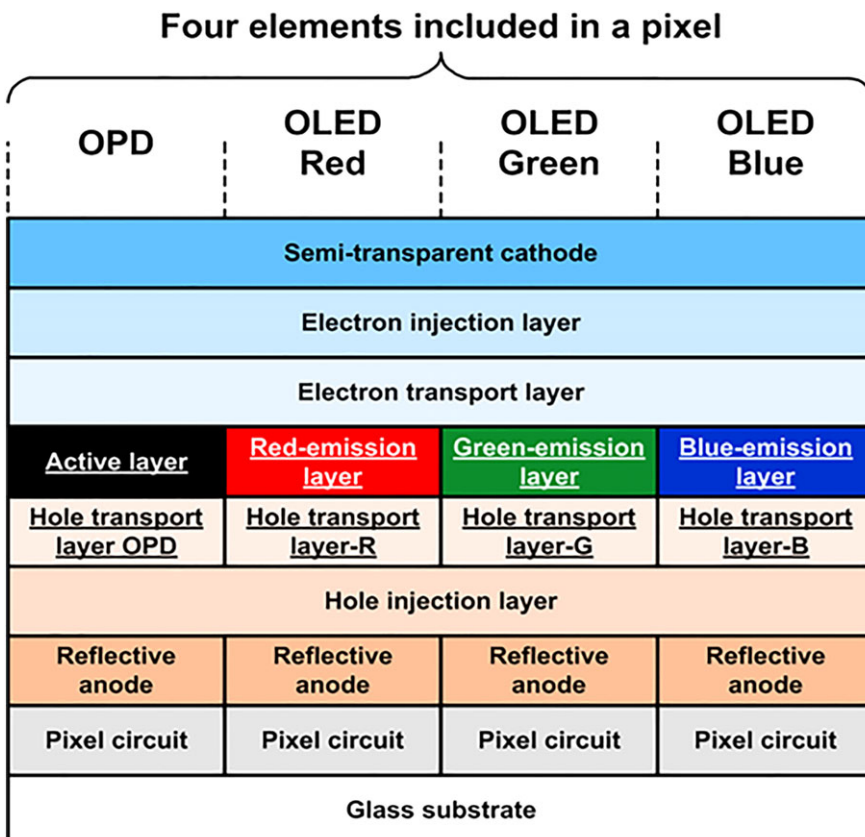 Four elements included in a pixel
OPD
OLED
Red
OLED
Green
OLED
Blue
Semi-transparent cathode
Electron injection layer
Electron transport layer
Active layer
Red-emission
layer
Green-emission
layer
Blue-emission
layer
Hole transport
layer OPD
Hole transport
layer-R
Hole transport
layer-G
Hole transport
layer-B
Hole injection layer
Reflective
anode
Reflective
anode
Reflective
anode
Reflective
anode
Pixel circuit
Pixel circuit
Pixel circuit
Pixel circuit
Glass substrate